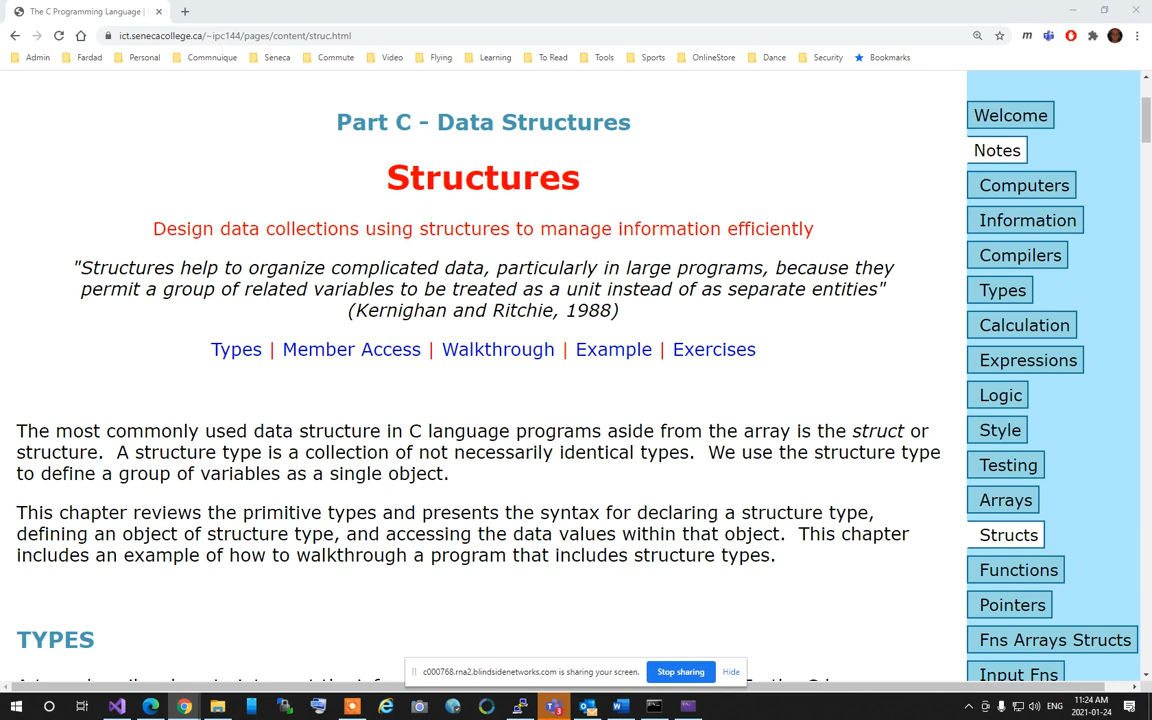 The C Programming Language |
ict.senecacollege.ca/~ipc144/pages/content/struc.html
Admin Fardad Personal Commnuique Seneca Commute Video Flying Learning To Read Tools Sports OnlineStore Dance Security Bookmarks
Part C - Data Structures
Structures
Design data collections using structures to manage information efficiently
"Structures help to organize complicated data, particularly in large programs, because they
permit a group of related variables to be treated as a unit instead of as separate entities"
(Kernighan and Ritchie, 1988)
Types | Member Access | Walkthrough | Example | Exercises
The most commonly used data structure in C language programs aside from the array is the struct or
structure. A structure type is a collection of not necessarily identical types. We use the structure type
to define a group of variables as a single object.
This chapter reviews the primitive types and presents the syntax for declaring a structure type,
defining an object of structure type, and accessing the data values within that object. This chapter
includes an example of how to walkthrough a program that includes structure types.
TYPES
Welcome
Notes
Computers
Information
Compilers
Types
Calculation
Expressions
Logic
Style
Testing
Arrays
Structs
Functions
Pointers
Fns Arrays Structs
Input Fns
c000768.rna2.blindsidenetworks.com is sharing your screen. Stop sharing Hide
ENG
11:24 AM
2021-01-24